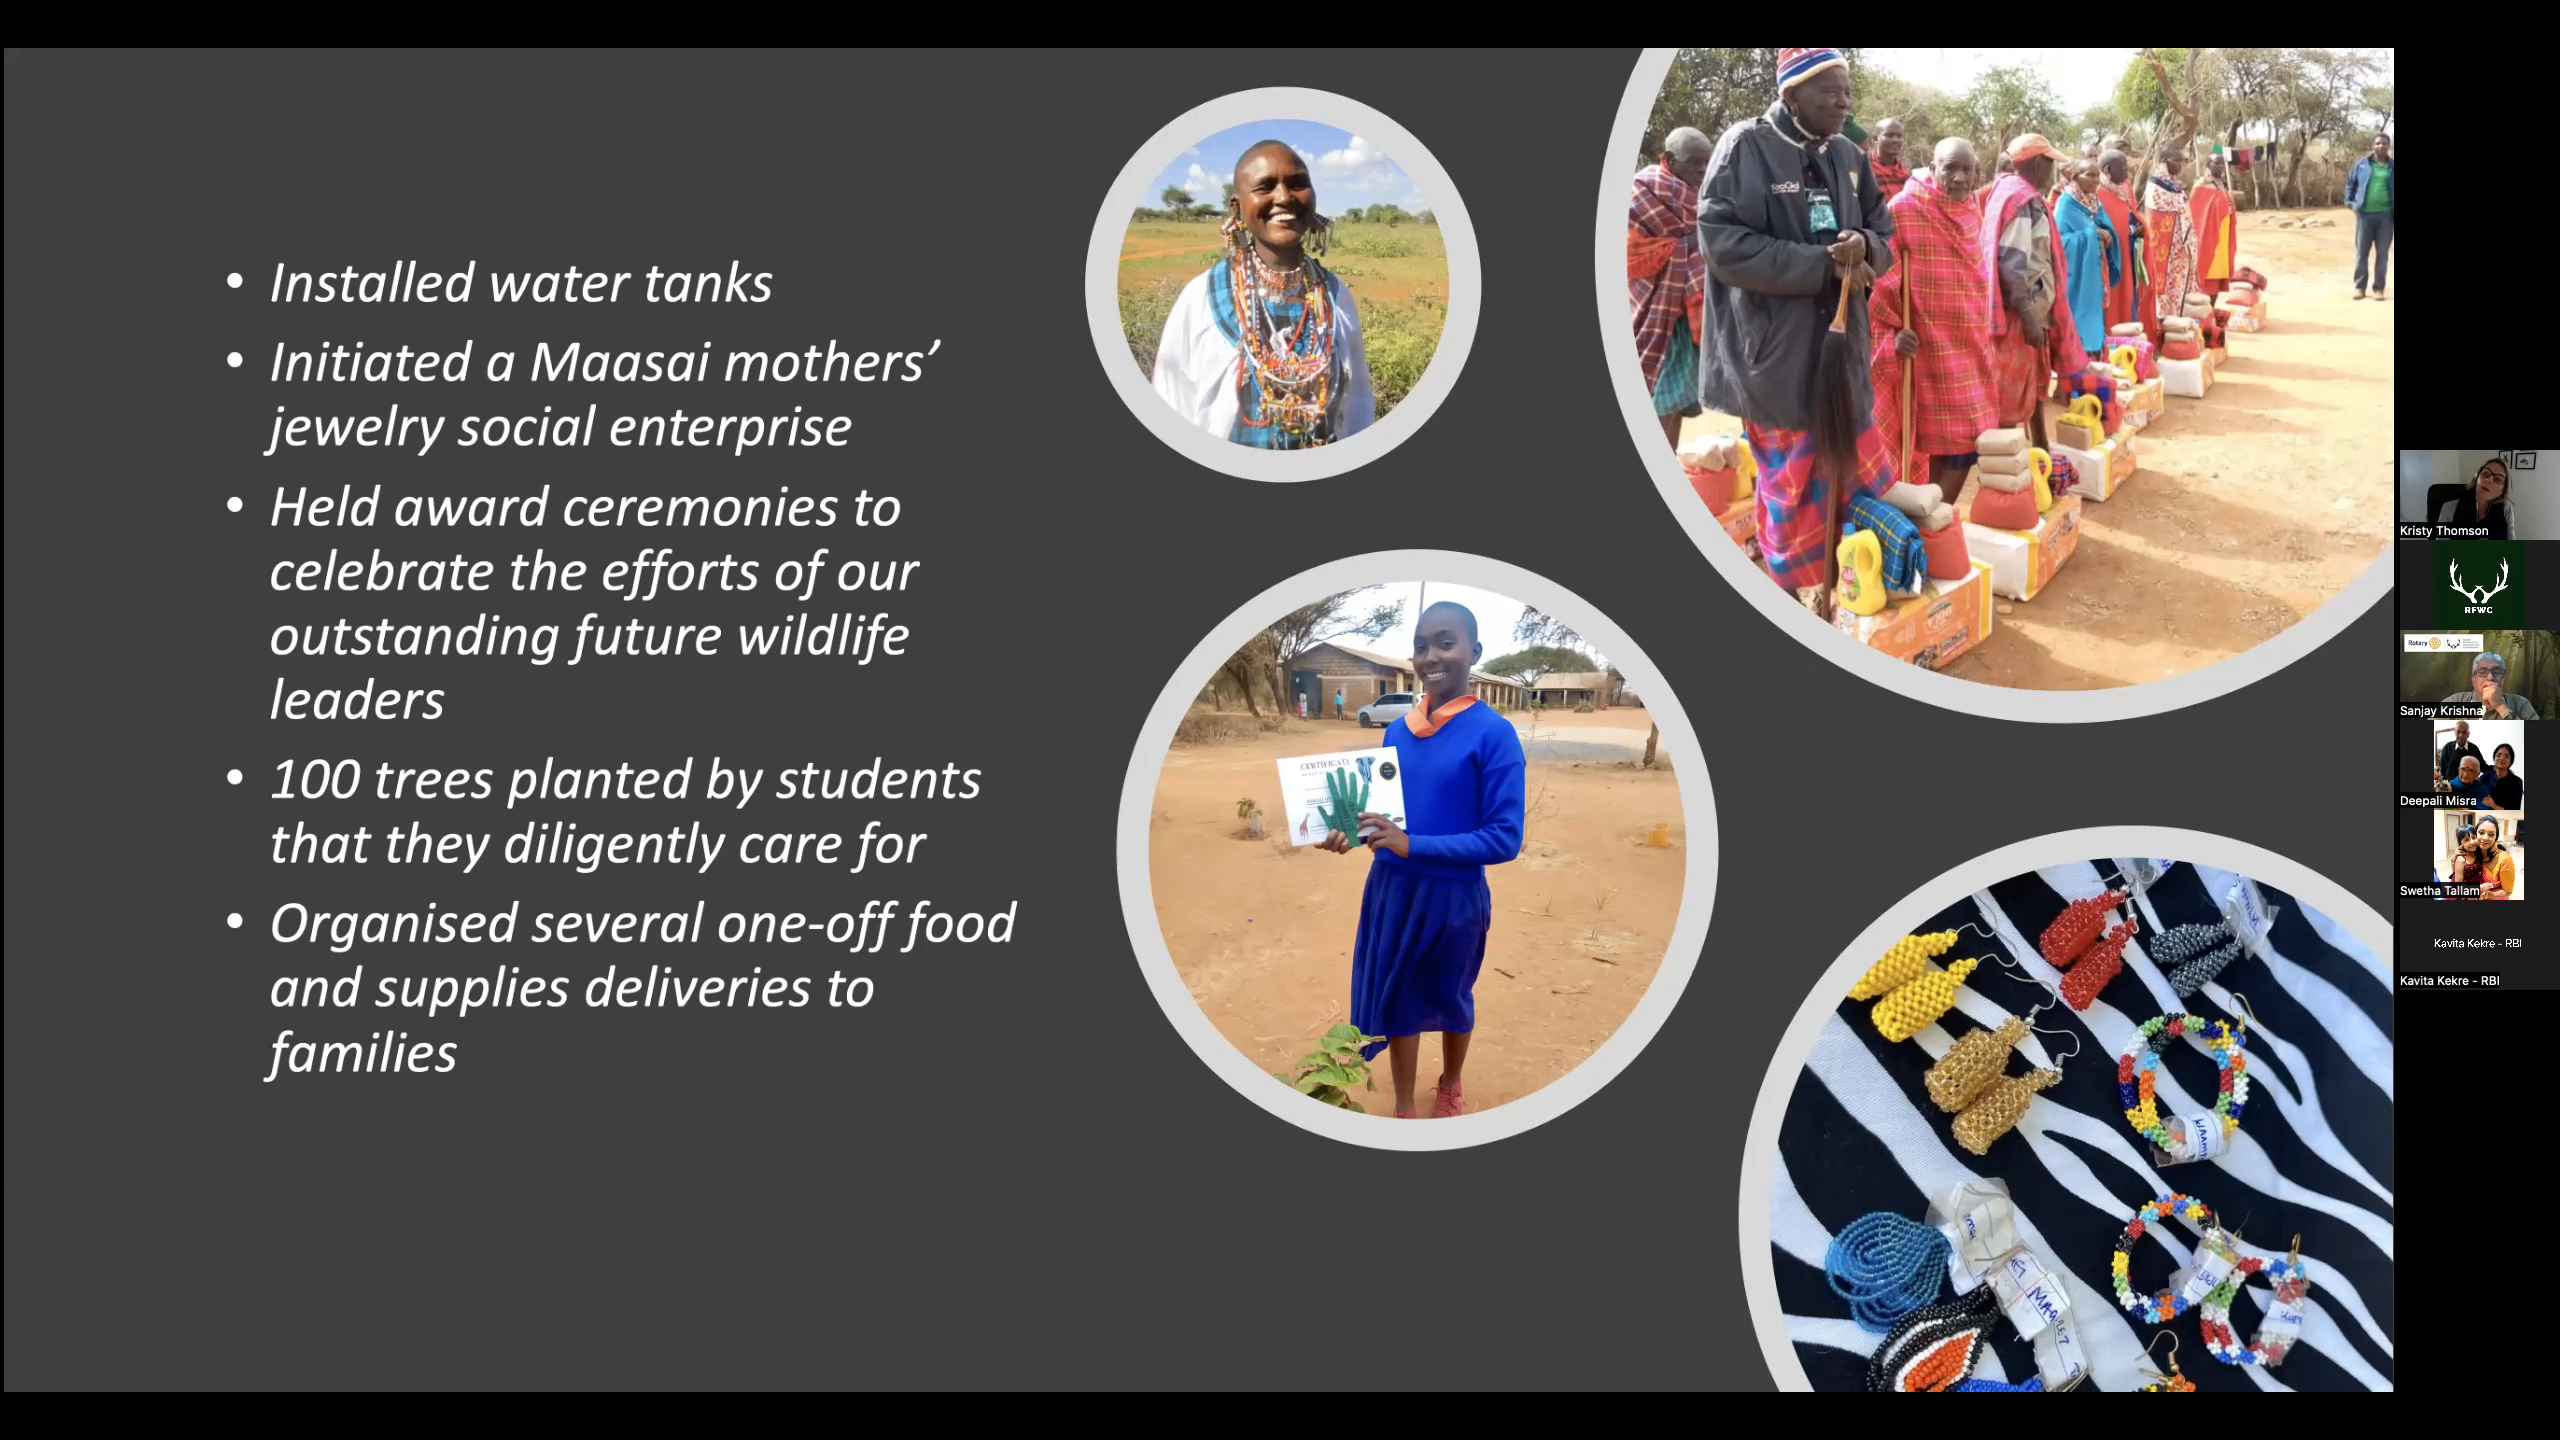 • Installed water tanks
• Initiated a Maasai mothers’
jewelry social enterprise
• Held award ceremonies to
celebrate the efforts of our
outstanding future wildlife
leaders
• 100 trees planted by students
that they diligently care for
• Organised several one-off food
and supplies deliveries to
families
CERTIFICATE
Kristy Thomson
RFWC
Rotary
Sanjay Krishna
Deepali Misra
Swetha Tallam
Kavita Kekre - RBI
Kavita Kekre - RBI